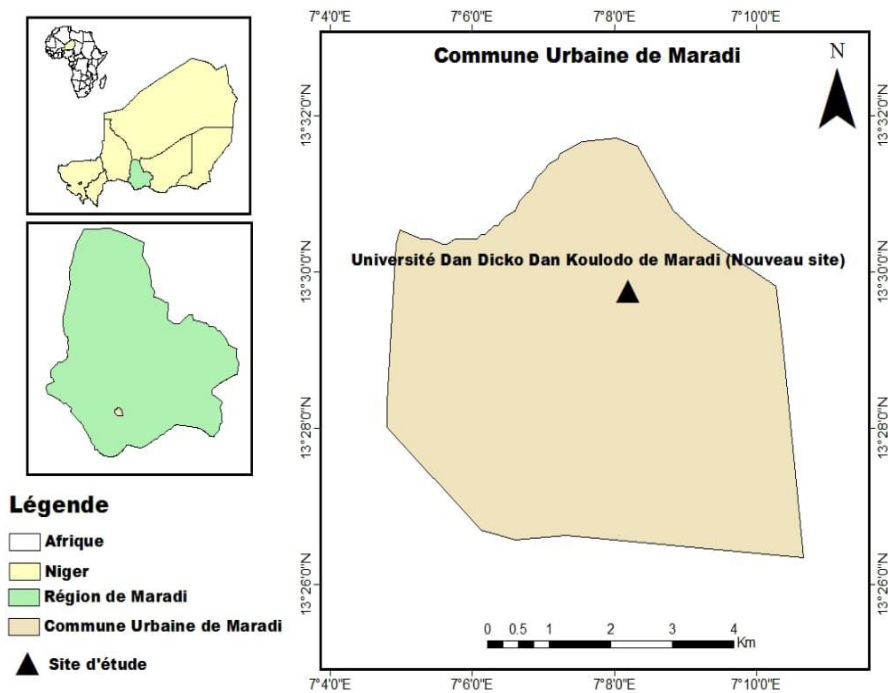 7°4'0"E 7°6'0"E 7°8'0"E 7°10'0"E
Commune Urbaine de Maradi
N
13°32'0"N 13°32'0"N
Université Dan Dicko Dan Koulodo de Maradi (Nouveau site)
13°30'0"N 13°30'0"N
13°28'0"N 13°28'0"N
13°26'0"N 13°26'0"N
0 0.5 1 2 3 4
Km
7°4'0"E 7°6'0"E 7°8'0"E 7°10'0"E
Légende
Afrique
Niger
Région de Maradi
Commune Urbaine de Maradi
Site d'étude